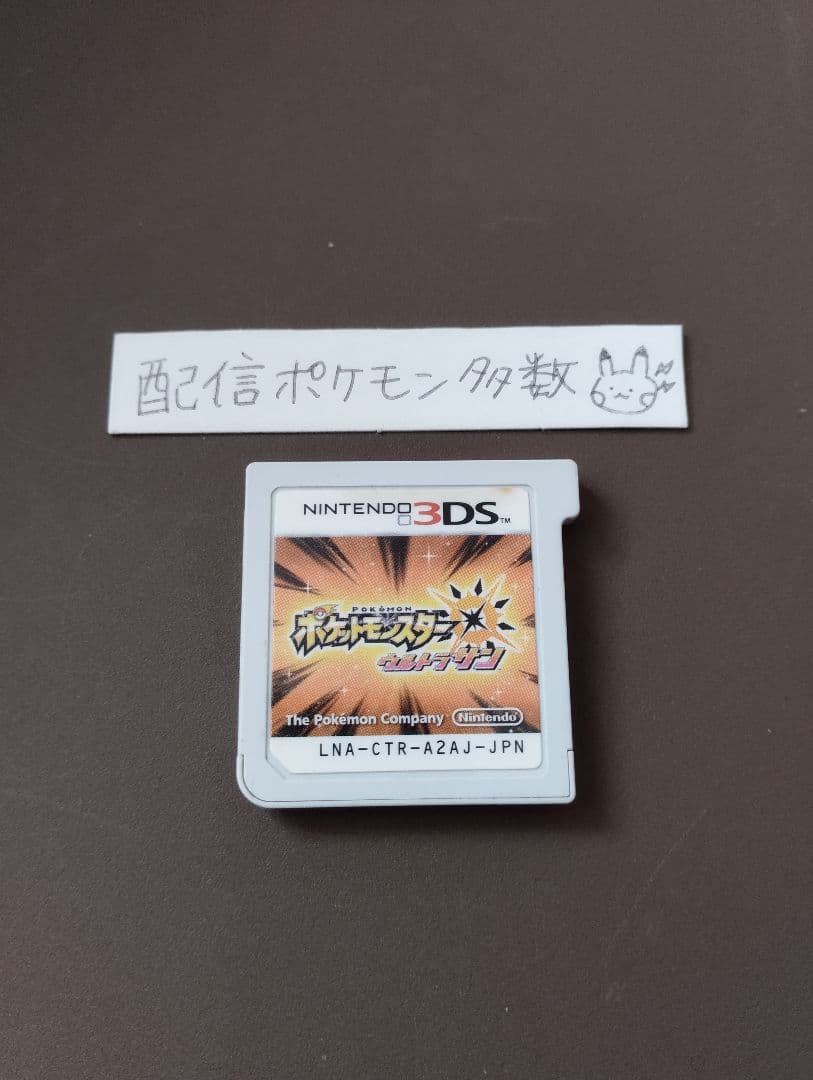 配信ポケモン多数
NINTENDO 3DS™
POKÉMON
ポケットモンスター
ウルトラサン
The Pokémon Company Nintendo
LNA-CTR-A2AJ-JPN